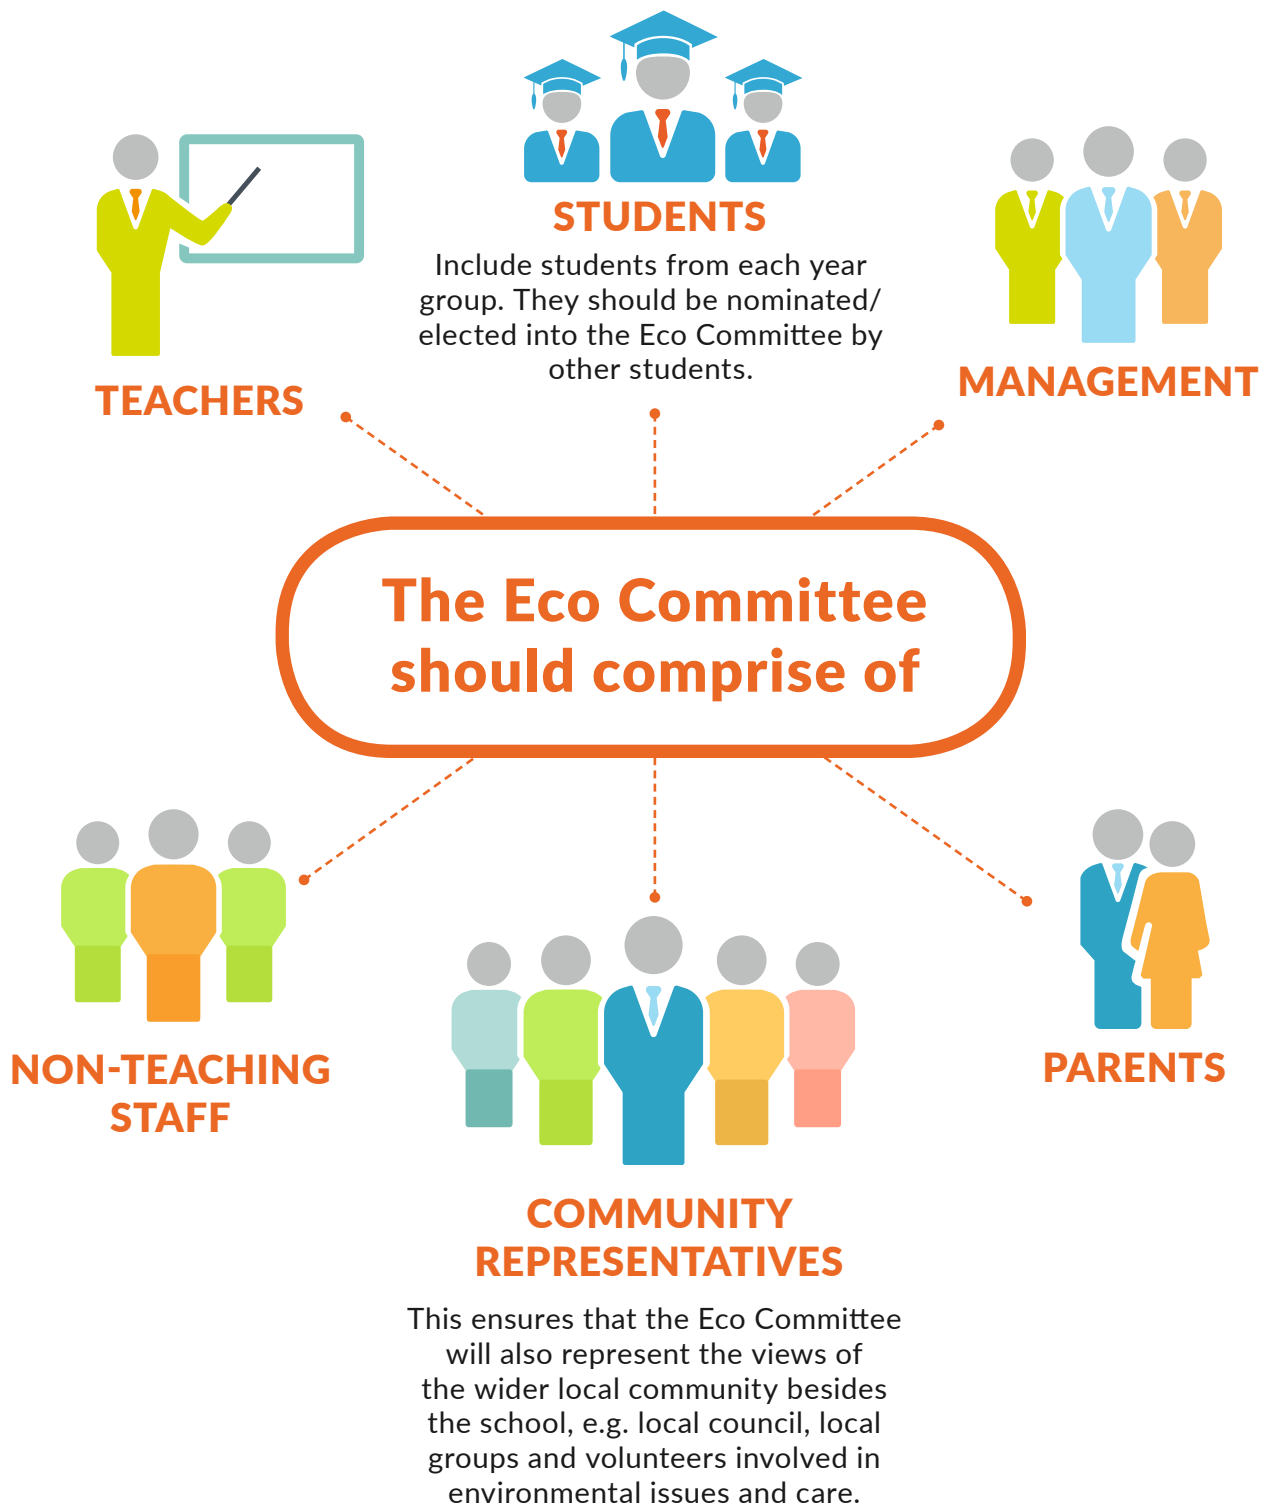 STUDENTS
Include students from each year
group. They should be nominated/
elected into the Eco Committee by
other students.
TEACHERS
MANAGEMENT
The Eco Committee
should comprise of
NON-TEACHING
STAFF
PARENTS
COMMUNITY
REPRESENTATIVES
This ensures that the Eco Committee
will also represent the views of
the wider local community besides
the school, e.g. local council, local
groups and volunteers involved in
environmental issues and care.